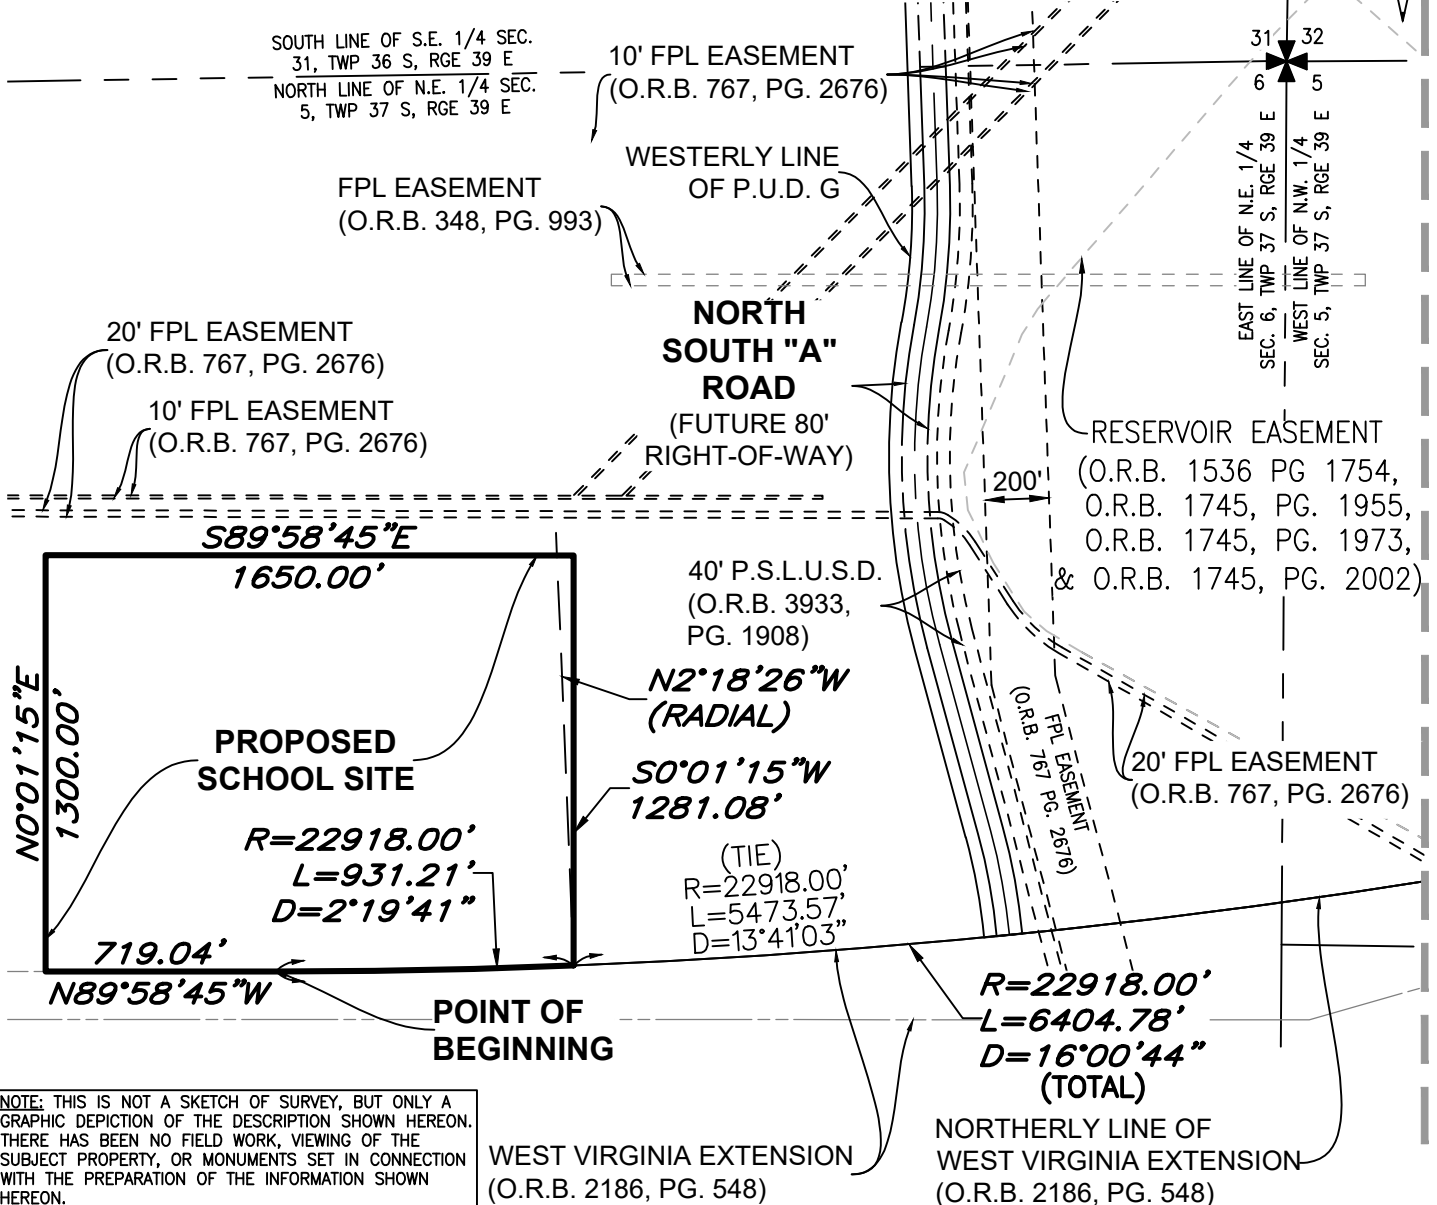 SOUTH LINE OF S.E. 1/4 SEC.
31, TWP 36 S, RGE 39 E
NORTH LINE OF N.E. 1/4 SEC.
5, TWP 37 S, RGE 39 E
10' FPL EASEMENT
(O.R.B. 767, PG. 2676)
31 32
6 5
WESTERLY LINE
OF P.U.D. G
FPL EASEMENT
(O.R.B. 348, PG. 993)
EAST LINE OF N.E. 1/4
SEC. 6, TWP 37 S, RGE 39 E
WEST LINE OF N.W. 1/4
SEC. 5, TWP 37 S, RGE 39 E
NORTH
SOUTH "A"
ROAD
(FUTURE 80'
RIGHT-OF-WAY)
20' FPL EASEMENT
(O.R.B. 767, PG. 2676)
10' FPL EASEMENT
(O.R.B. 767, PG. 2676)
RESERVOIR EASEMENT
(O.R.B. 1536 PG 1754,
O.R.B. 1745, PG. 1955,
O.R.B. 1745, PG. 1973,
& O.R.B. 1745, PG. 2002)
200'
S89°58'45"E
1650.00'
40' P.S.L.U.S.D.
(O.R.B. 3933,
PG. 1908)
N2°18'26"W
(RADIAL)
N0°01'15"E
1300.00'
PROPOSED
SCHOOL SITE
S0°01'15"W
1281.08'
FPL EASEMENT
(O.R.B. 767 PG. 2676)
20' FPL EASEMENT
(O.R.B. 767, PG. 2676)
R=22918.00'
L=931.21'
D=2°19'41"
(TIE)
R=22918.00'
L=5473.57'
D=13°41'03"
719.04'
N89°58'45"W
POINT OF
BEGINNING
R=22918.00'
L=6404.78'
D=16°00'44"
(TOTAL)
NOTE: THIS IS NOT A SKETCH OF SURVEY, BUT ONLY A
GRAPHIC DEPICTION OF THE DESCRIPTION SHOWN HEREON.
THERE HAS BEEN NO FIELD WORK, VIEWING OF THE
SUBJECT PROPERTY, OR MONUMENTS SET IN CONNECTION
WITH THE PREPARATION OF THE INFORMATION SHOWN
HEREON.
WEST VIRGINIA EXTENSION
(O.R.B. 2186, PG. 548)
NORTHERLY LINE OF
WEST VIRGINIA EXTENSION
(O.R.B. 2186, PG. 548)